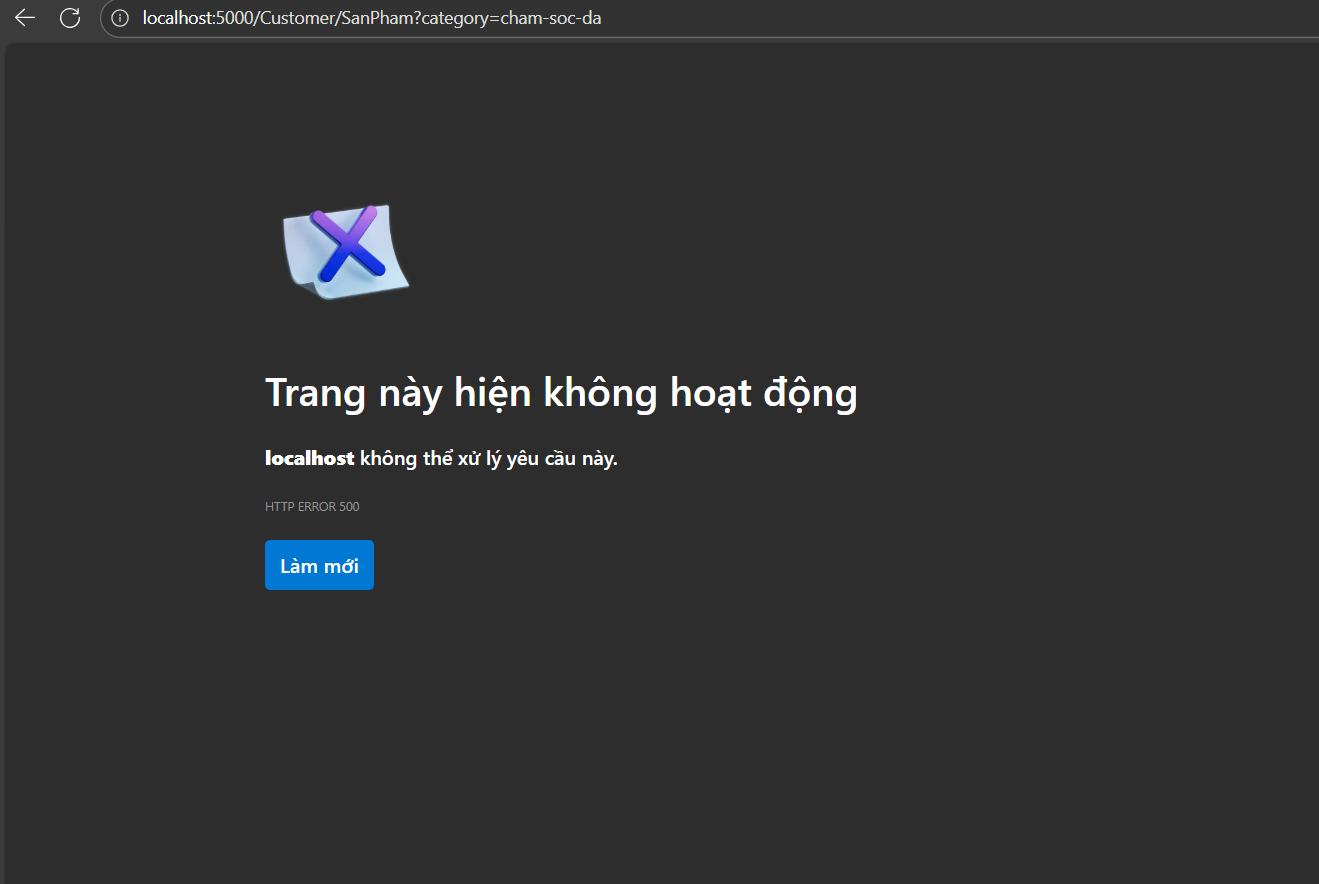 localhost:5000/Customer/SanPham?category=cham-soc-da
Trang này hiện không hoạt động
localhost không thể xử lý yêu cầu này.
HTTP ERROR 500
Làm mới